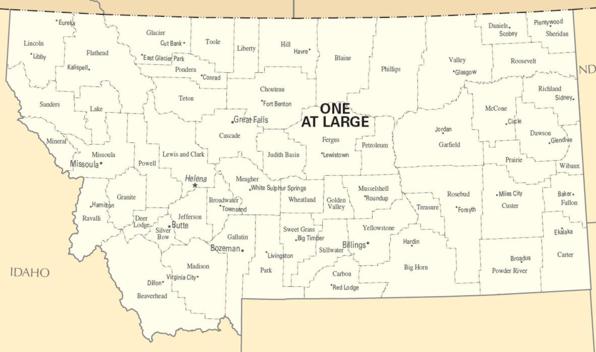 Eureka
Lincoln
Libby
Flathead
Kalispell
Glacier
Cut Bank
East Glacier Park
Pondera
Conrad
Toole
Liberty
Hill
Havre
Blaine
Phillips
Valley
Glasgow
Daniels
Scobey
Plentywood
Sheridan
Roosevelt
ND
Sanders
Lake
Teton
Chouteau
Fort Benton
Great Falls
Cascade
ONE
AT LARGE
Fergus
Lewistown
Petroleum
Jordan
Garfield
McCone
Circle
Richland
Sidney
Dawson
Glendive
Prairie
Wibaux
Mineral
Missoula
Missoula
Powell
Lewis and Clark
Helena
Judith Basin
Meagher
White Sulphur Springs
Wheatland
Golden
Valley
Musselshell
Roundup
Treasure
Rosebud
Forsyth
Miles City
Custer
Baker
Fallon
Hamilton
Ravalli
Granite
Deer
Lodge
Silver
Bow
Butte
Jefferson
Broadwater
Townsend
Gallatin
Bozeman
Sweet Grass
Big Timber
Livingston
Park
Stillwater
Billings
Yellowstone
Hardin
Big Horn
Carbon
Red Lodge
Broadus
Powder River
Ekalaka
Carter
IDAHO
Madison
Virginia City
Dillon
Beaverhead